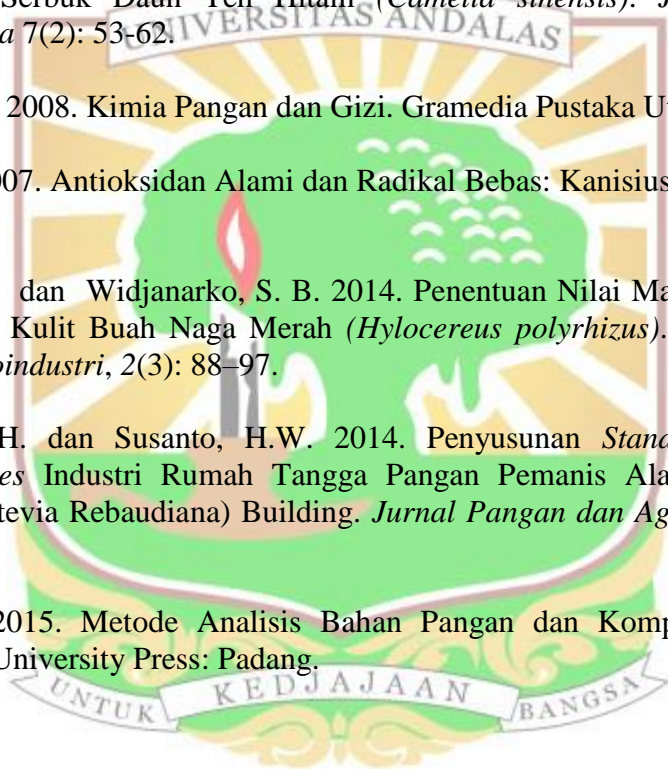 Serbuk Daun Teh Hitam (Camellia sinensis). J
UNIVERSITAS ANDALAS
a 7(2): 53-62.
2008. Kimia Pangan dan Gizi. Gramedia Pustaka U
007. Antioksidan Alami dan Radikal Bebas: Kanisius
dan Widjanarko, S. B. 2014. Penentuan Nilai Ma
Kulit Buah Naga Merah (Hylocereus polyrhizus).
oindustri, 2(3): 88–97.
H. dan Susanto, H.W. 2014. Penyusunan Stand
es Industri Rumah Tangga Pangan Pemanis Ala
tevia Rebaudiana) Building. Jurnal Pangan dan Ag
2015. Metode Analisis Bahan Pangan dan Komp
University Press: Padang.
UNTUK KEDJAJAAN BANGSA